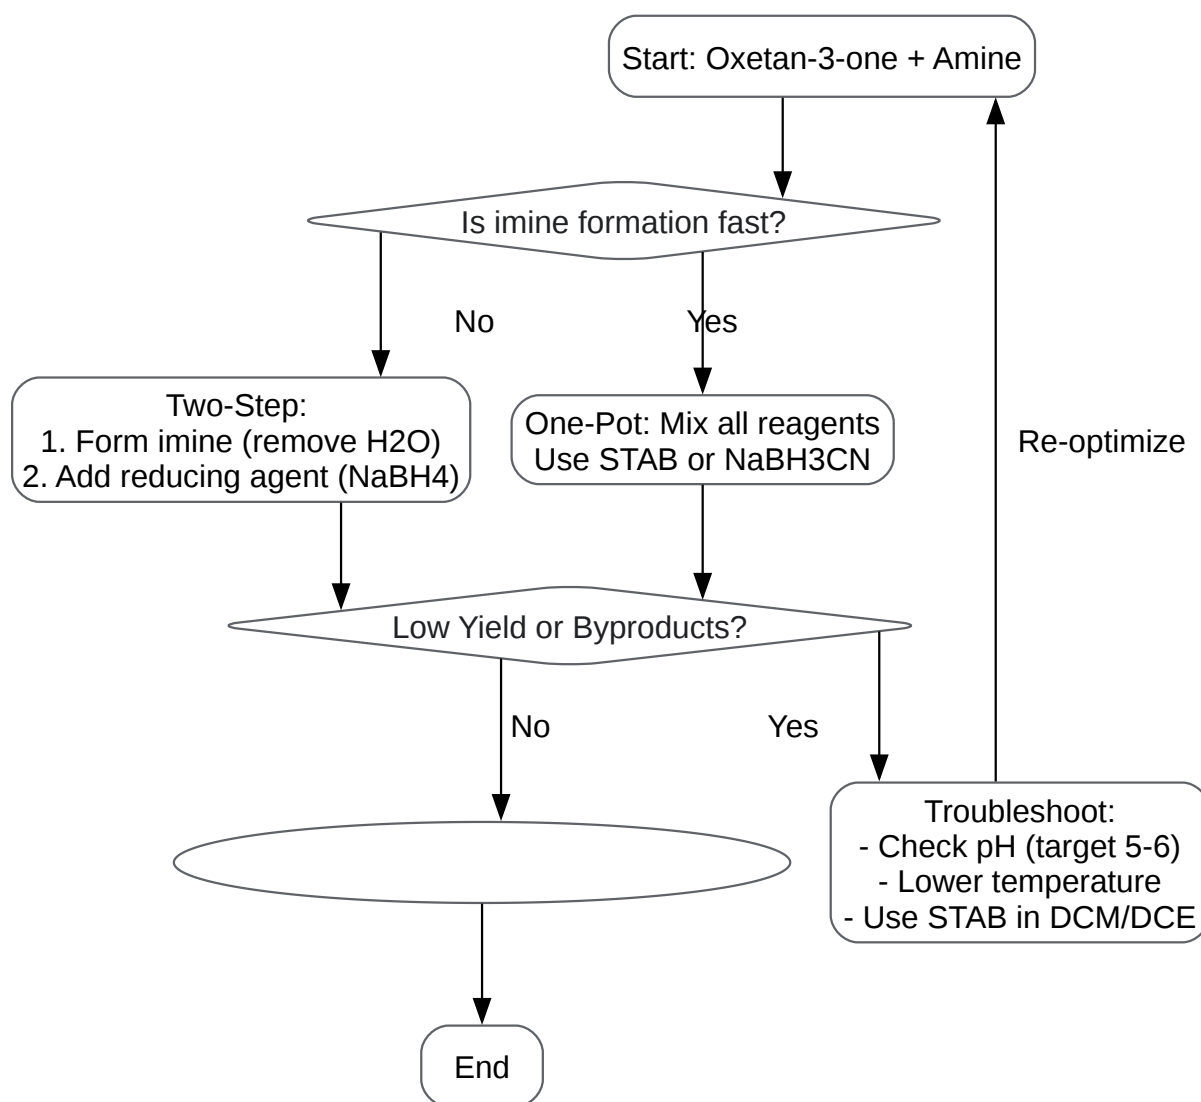 Start: Oxetan-3-one + Amine
Is imine formation fast?
No
Yes
Two-Step:
1. Form imine (remove H2O)
2. Add reducing agent (NaBH4)
One-Pot: Mix all reagents
Use STAB or NaBH3CN
Re-optimize
Low Yield or Byproducts?
No
Yes
Troubleshoot:
- Check pH (target 5-6)
- Lower temperature
- Use STAB in DCM/DCE
End